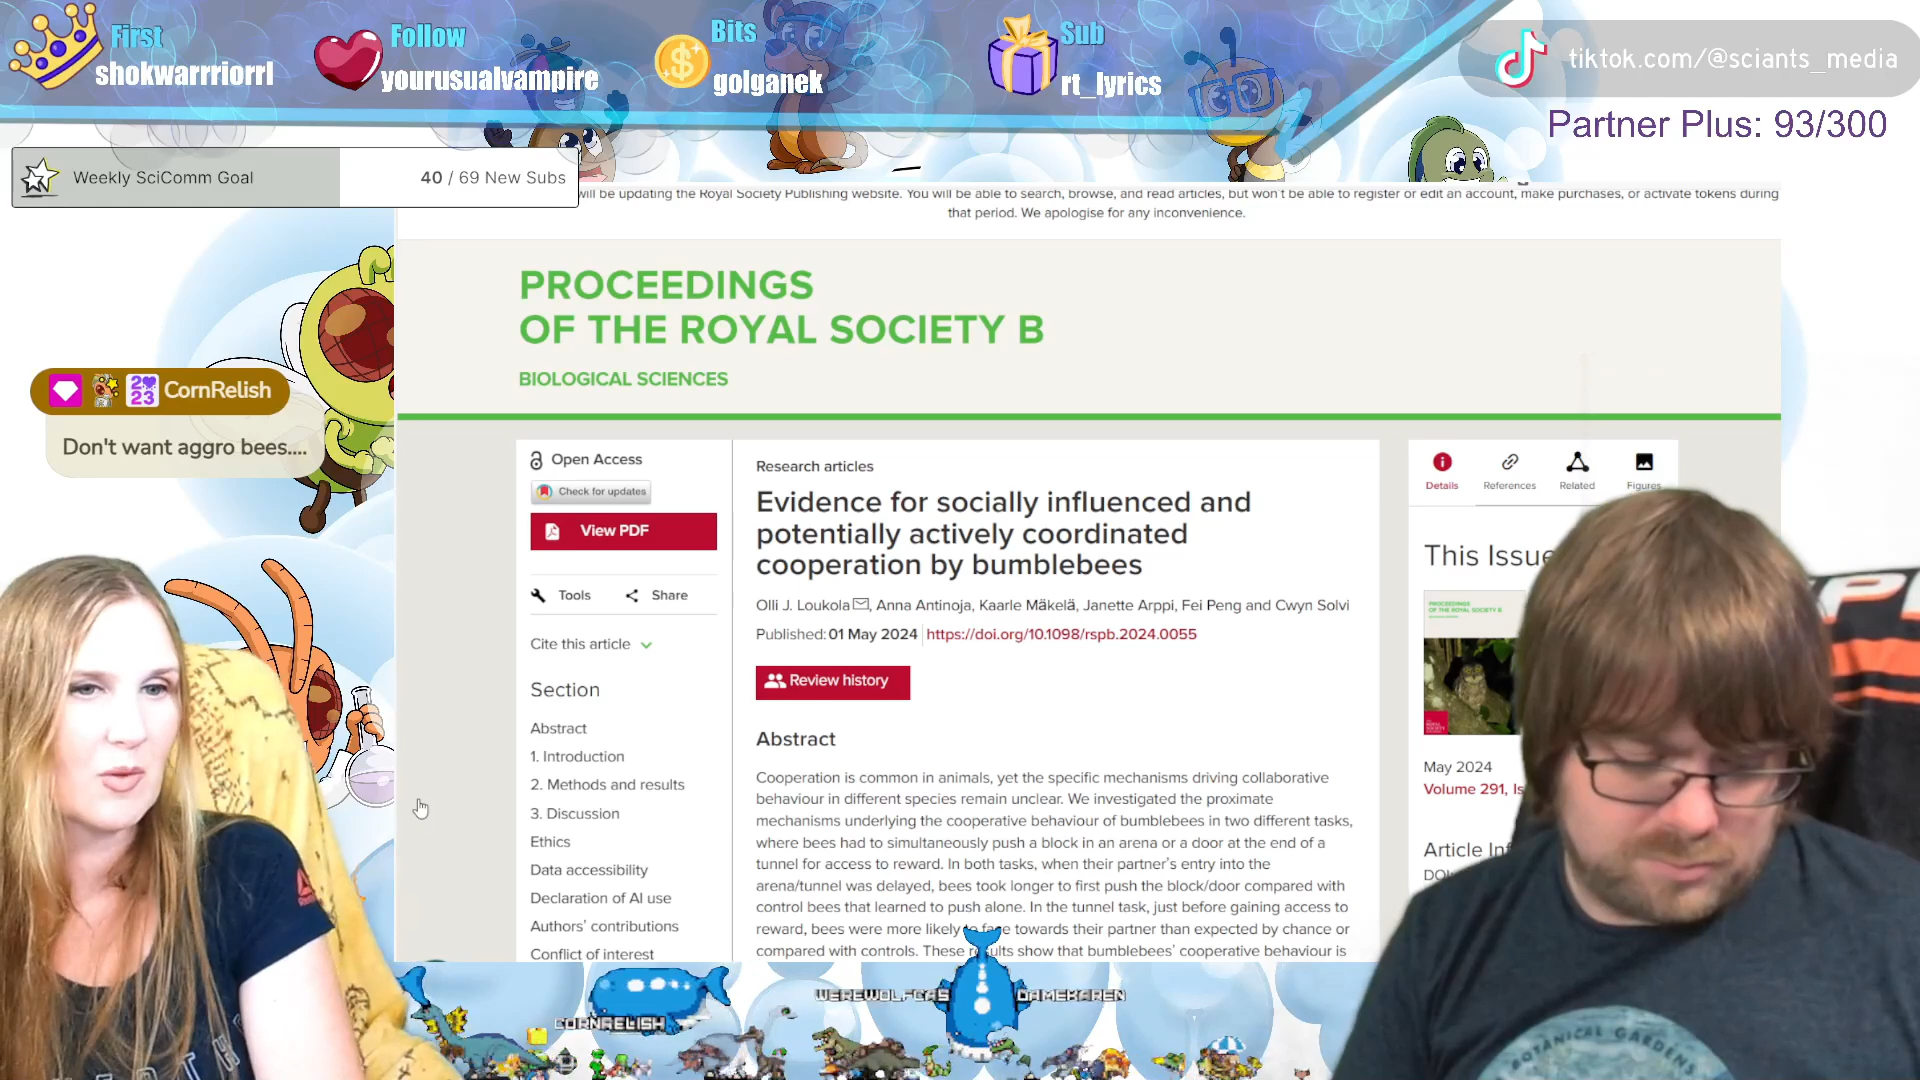 First
shokwarrriorrl
Follow
yourusualvampire
Bits
golganek
Sub
rt_lyrics
tiktok.com/@sciants_media
Partner Plus: 93/300
Weekly SciComm Goal 40 / 69 New Subs
will be updating the Royal Society Publishing website. You will be able to search, browse, and read articles, but won't be able to register or edit an account, make purchases, or activate tokens during
that period. We apologise for any inconvenience.
PROCEEDINGS
OF THE ROYAL SOCIETY B
BIOLOGICAL SCIENCES
2023 CornRelish
Don't want aggro bees....
Open Access
Check for updates
View PDF
Tools Share
Cite this article
Section
Abstract
1. Introduction
2. Methods and results
3. Discussion
Ethics
Data accessibility
Declaration of AI use
Authors' contributions
Conflict of interest
Research articles
Evidence for socially influenced and
potentially actively coordinated
cooperation by bumblebees
Olli J. Loukola, Anna Antinoja, Kaarle Mäkelä, Janette Arppi, Fei Peng and Cwyn Solvi
Published: 01 May 2024 https://doi.org/10.1098/rspb.2024.0055
Review history
Abstract
Cooperation is common in animals, yet the specific mechanisms driving collaborative
behaviour in different species remain unclear. We investigated the proximate
mechanisms underlying the cooperative behaviour of bumblebees in two different tasks,
where bees had to simultaneously push a block in an arena or a door at the end of a
tunnel for access to reward. In both tasks, when their partner's entry into the
arena/tunnel was delayed, bees took longer to first push the block/door compared with
control bees that learned to push alone. In the tunnel task, just before gaining access to
reward, bees were more likely to face towards their partner than expected by chance or
compared with controls. These results show that bumblebees' cooperative behaviour is
Details References Related Figures
This Issue
PROCEEDINGS
OF THE ROYAL SOCIETY B
May 2024
Volume 291, Is
Article Inf
DOI
CORNRELISH
WEREWOLFCAS
DAMEKAREN
BOTANICAL GARDENS